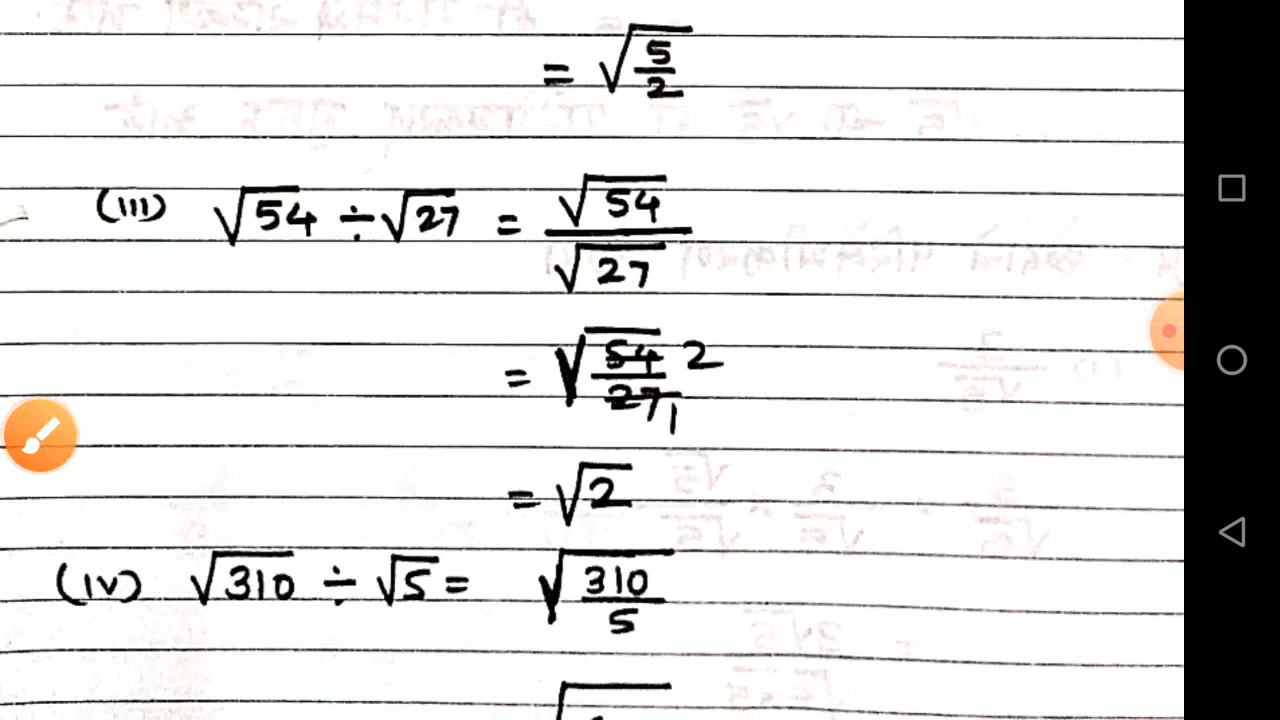 = √(5/2)
(III) √54 ÷ √27 = √54/√27
= √(54/27) 2 1
= √2
(IV) √310 ÷ √5 = √(310/5)